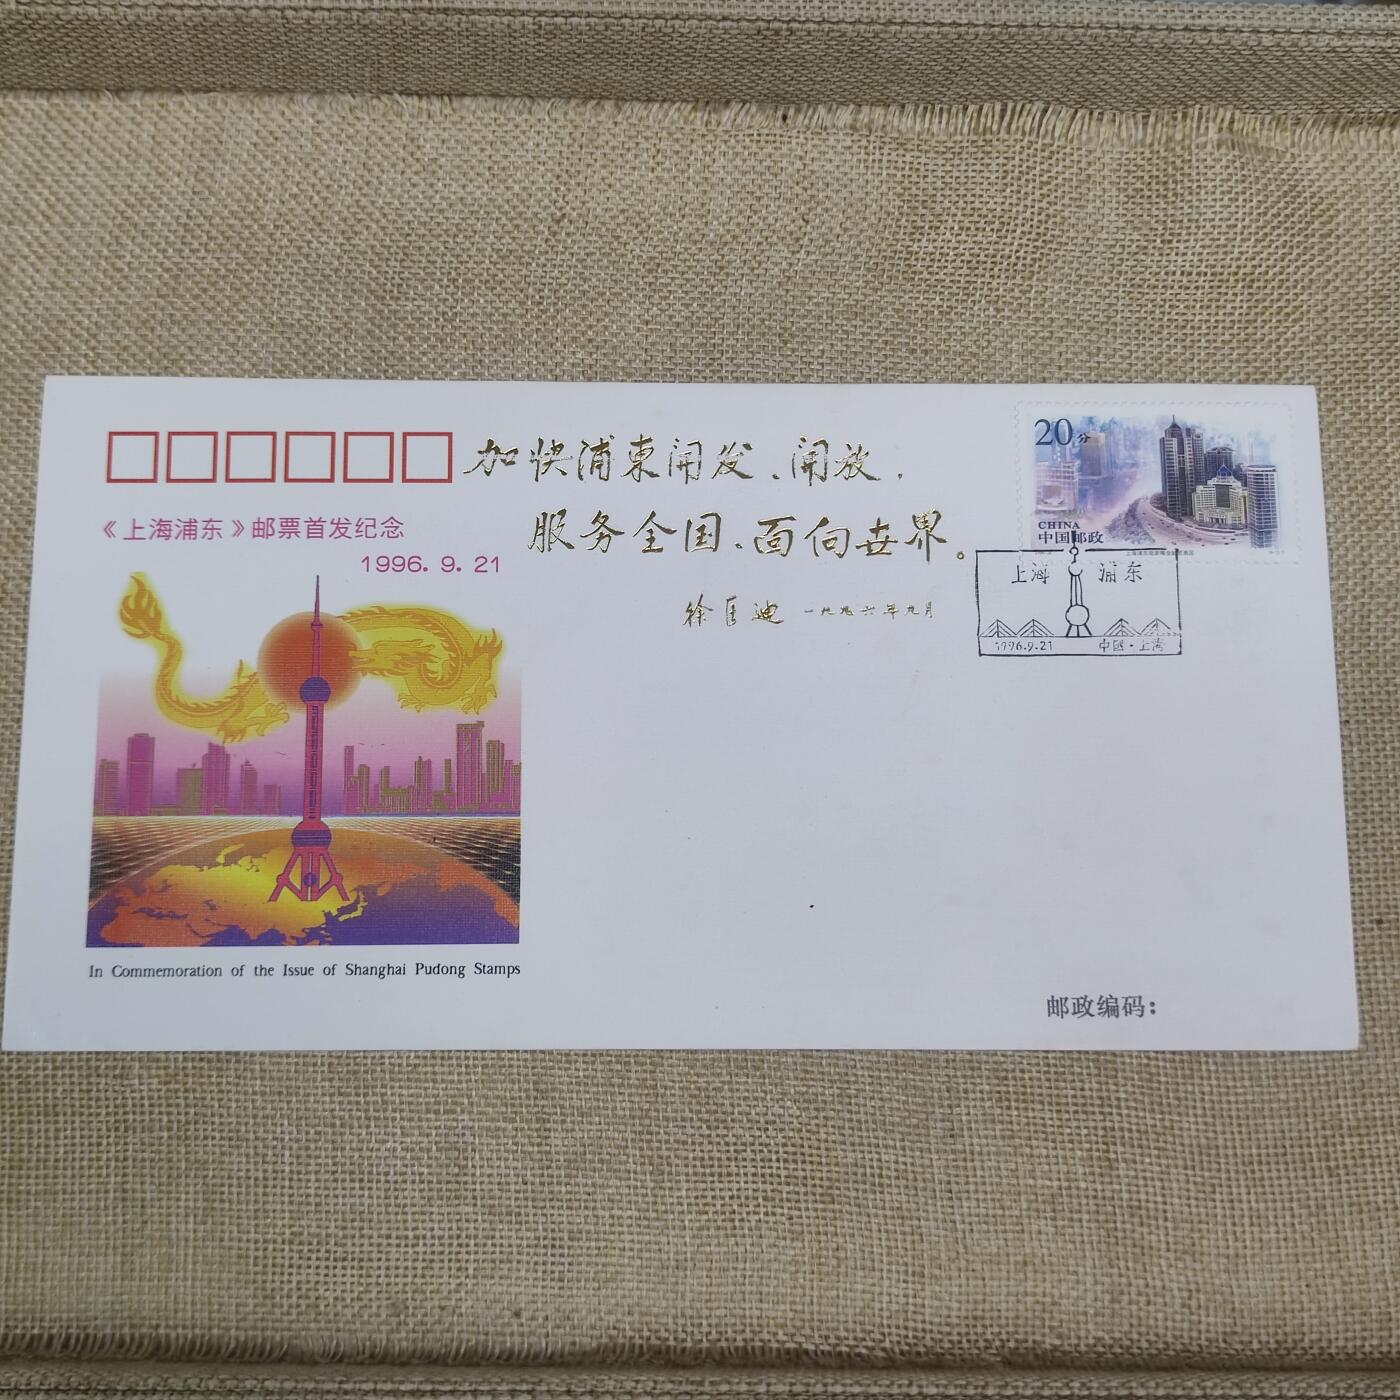 加快浦東開发、開放，
服务全国、面向世界。
徐匡迪 一九九六年九月
《上海浦东》邮票首发纪念
1996. 9. 21
In Commemoration of the Issue of Shanghai Pudong Stamps
20分
CHINA
中国邮政
上海 浦东
1996.9.21 中国·上海
邮政编码：